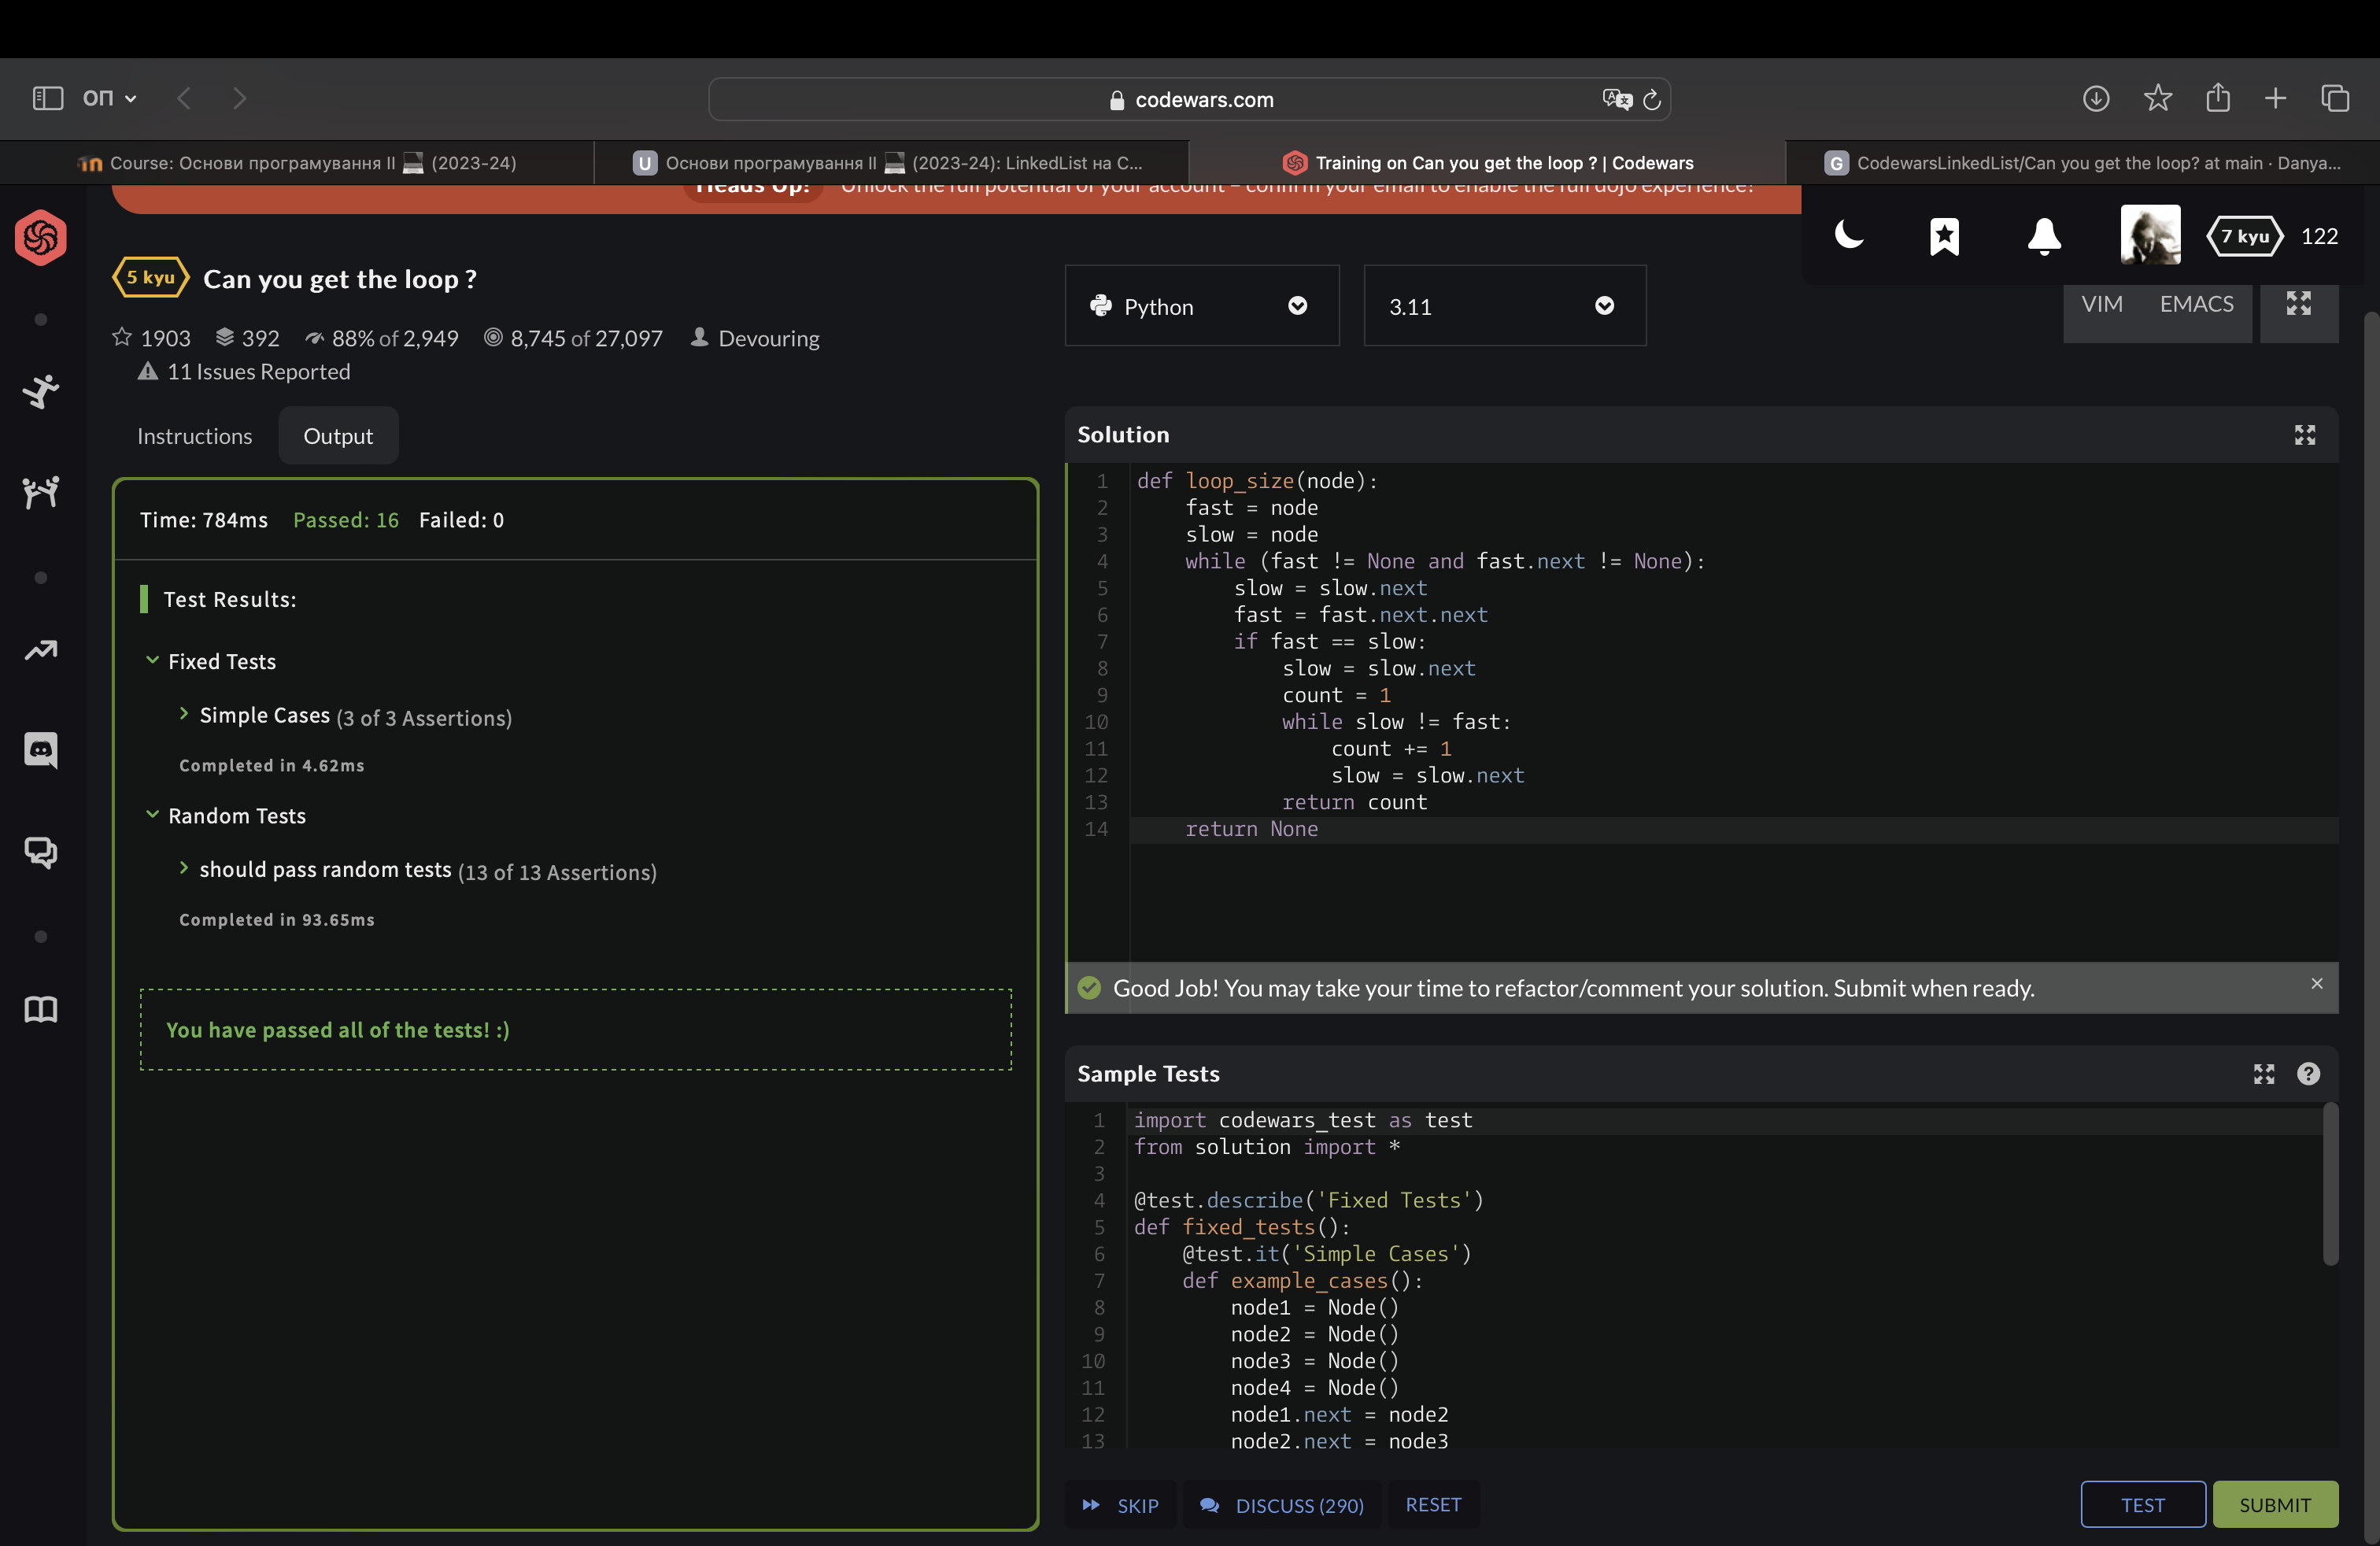 ОП
codewars.com
Course: Основи програмування II 💻 (2023-24)
U Основи програмування II 💻 (2023-24): LinkedList на C...
Training on Can you get the loop ? | Codewars
G CodewarsLinkedList/Can you get the loop? at main · Danya...
Heads Up! Unlock the full potential of your account – confirm your email to enable the full dojo experience!
7 kyu 122
5 kyu Can you get the loop ?
1903 392 88% of 2,949 8,745 of 27,097 Devouring
11 Issues Reported
Python
3.11
VIM EMACS
Instructions Output
Time: 784ms Passed: 16 Failed: 0
Test Results:
Fixed Tests
Simple Cases (3 of 3 Assertions)
Completed in 4.62ms
Random Tests
should pass random tests (13 of 13 Assertions)
Completed in 93.65ms
You have passed all of the tests! :)
Solution
1 def loop_size(node):
2     fast = node
3     slow = node
4     while (fast != None and fast.next != None):
5         slow = slow.next
6         fast = fast.next.next
7         if fast == slow:
8             slow = slow.next
9             count = 1
10             while slow != fast:
11                 count += 1
12                 slow = slow.next
13             return count
14     return None
Good Job! You may take your time to refactor/comment your solution. Submit when ready.
Sample Tests
1 import codewars_test as test
2 from solution import *
3
4 @test.describe('Fixed Tests')
5 def fixed_tests():
6     @test.it('Simple Cases')
7     def example_cases():
8         node1 = Node()
9         node2 = Node()
10         node3 = Node()
11         node4 = Node()
12         node1.next = node2
13         node2.next = node3
SKIP DISCUSS (290) RESET
TEST SUBMIT